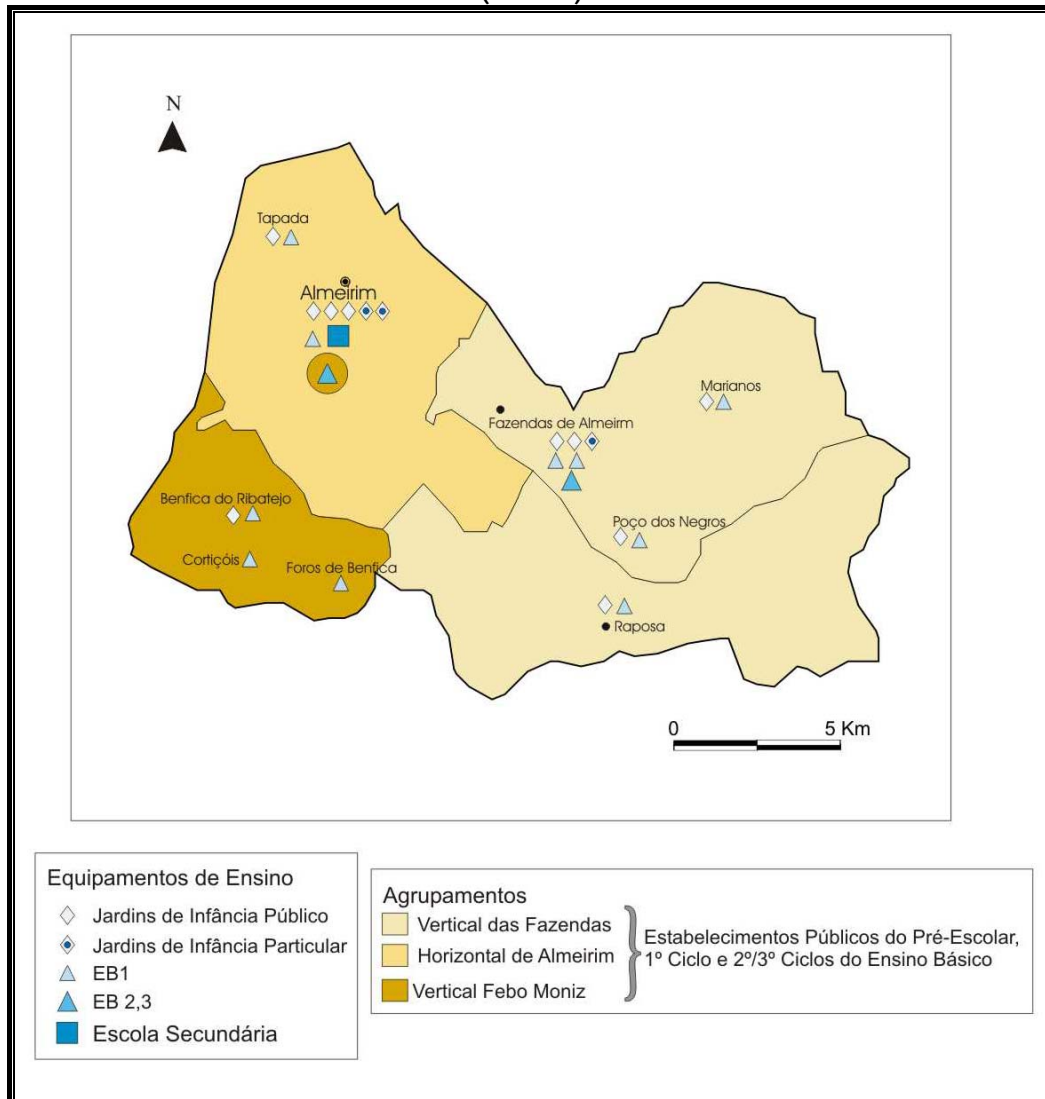 N
Tapada
Almeirim
Marianos
Fazendas de Almeirm
Benfica do Ribatejo
Poço dos Negros
Cortiçóis
Foros de Benfica
Raposa
0 5 Km
Equipamentos de Ensino
Jardins de Infância Público
Jardins de Infância Particular
EB1
EB 2,3
Escola Secundária
Agrupamentos
Vertical das Fazendas
Horizontal de Almeirim
Vertical Febo Moniz
Estabelecimentos Públicos do Pré-Escolar,
1º Ciclo e 2º/3º Ciclos do Ensino Básico